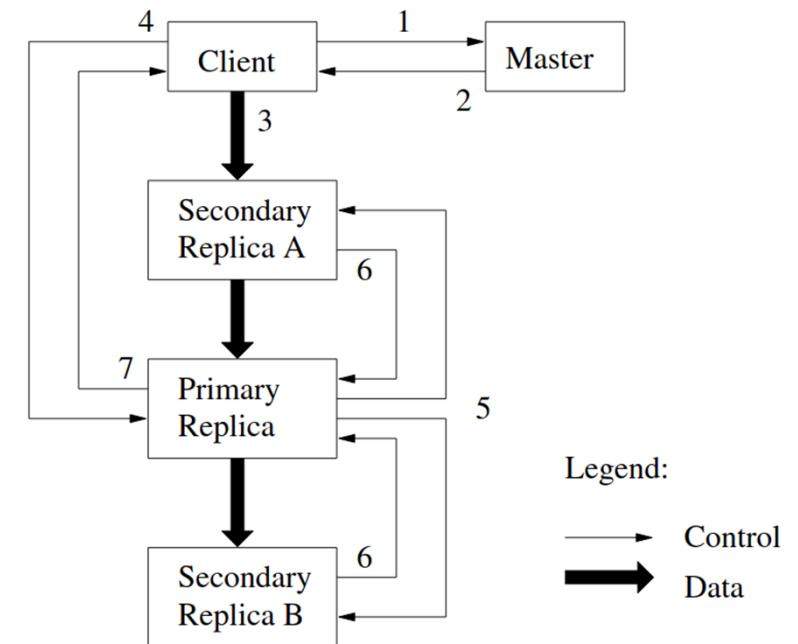 4
1
Client
Master
2
3
Secondary
Replica A
6
7
Primary
Replica
5
Legend:
Control
6
Secondary
Replica B
Data